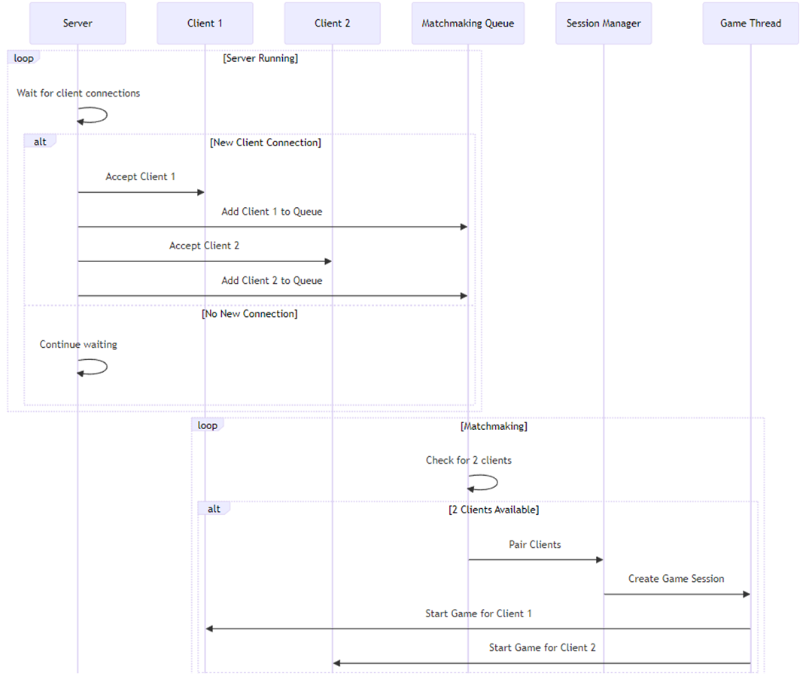 Server
Client 1
Client 2
Matchmaking Queue
Session Manager
Game Thread
loop
[Server Running]
Wait for client connections
alt
[New Client Connection]
Accept Client 1
Add Client 1 to Queue
Accept Client 2
Add Client 2 to Queue
[No New Connection]
Continue waiting
loop
[Matchmaking]
Check for 2 clients
alt
[2 Clients Available]
Pair Clients
Create Game Session
Start Game for Client 1
Start Game for Client 2